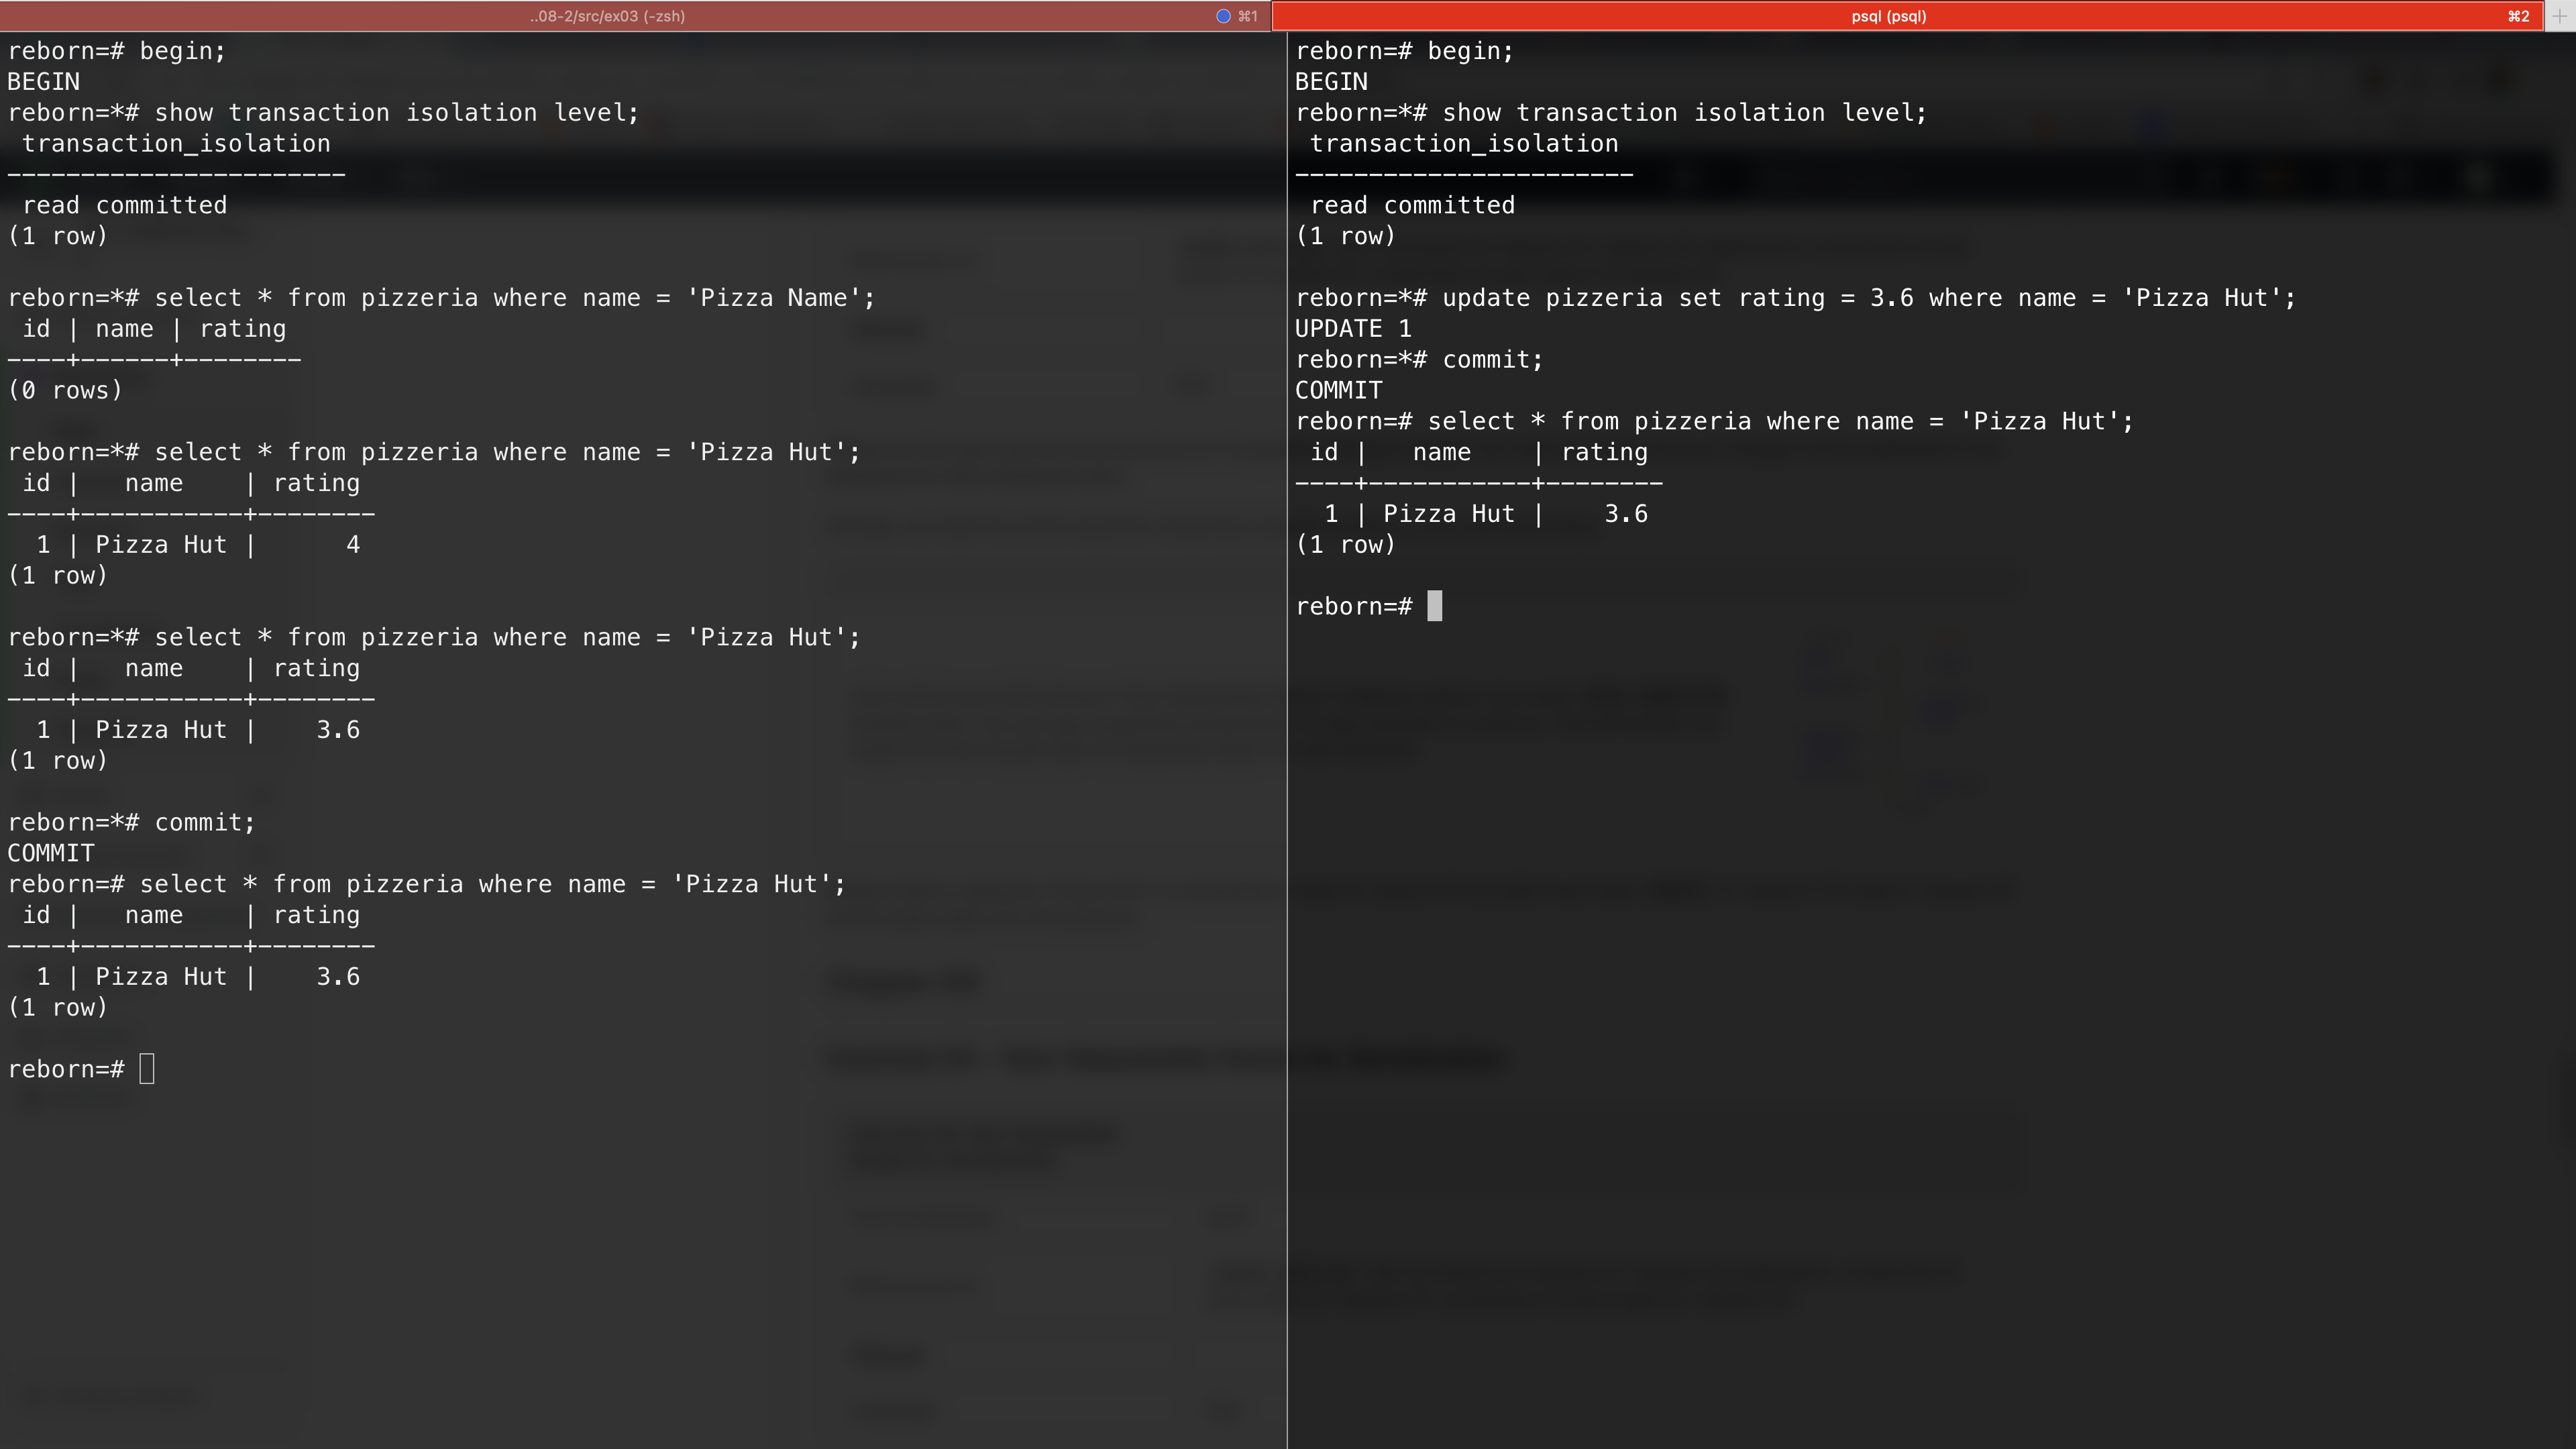 ..08-2/src/ex03 (-zsh) ⌘1
psql (psql) ⌘2
reborn=# begin;
BEGIN
reborn=*# show transaction isolation level;
 transaction_isolation
-----------------------
 read committed
(1 row)

reborn=*# select * from pizzeria where name = 'Pizza Name';
 id | name | rating
----+------+--------
(0 rows)

reborn=*# select * from pizzeria where name = 'Pizza Hut';
 id |   name    | rating
----+-----------+--------
  1 | Pizza Hut |      4
(1 row)

reborn=*# select * from pizzeria where name = 'Pizza Hut';
 id |   name    | rating
----+-----------+--------
  1 | Pizza Hut |    3.6
(1 row)

reborn=*# commit;
COMMIT
reborn=# select * from pizzeria where name = 'Pizza Hut';
 id |   name    | rating
----+-----------+--------
  1 | Pizza Hut |    3.6
(1 row)

reborn=#
reborn=# begin;
BEGIN
reborn=*# show transaction isolation level;
 transaction_isolation
-----------------------
 read committed
(1 row)

reborn=*# update pizzeria set rating = 3.6 where name = 'Pizza Hut';
UPDATE 1
reborn=*# commit;
COMMIT
reborn=# select * from pizzeria where name = 'Pizza Hut';
 id |   name    | rating
----+-----------+--------
  1 | Pizza Hut |    3.6
(1 row)

reborn=#